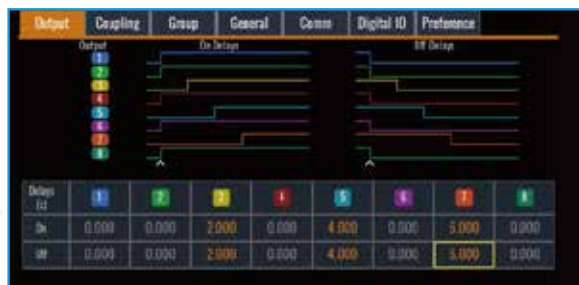 Output Coupling Group General Comm Digital IO Preference
Output On Delays Off Delays
1
2
3
4
5
6
7
8
Delays (s) 1 2 3 4 5 6 7 8
On 0.000 0.000 2.000 0.000 4.000 0.000 5.000 0.000
Off 0.000 0.000 2.000 0.000 4.000 0.000 5.000 0.000